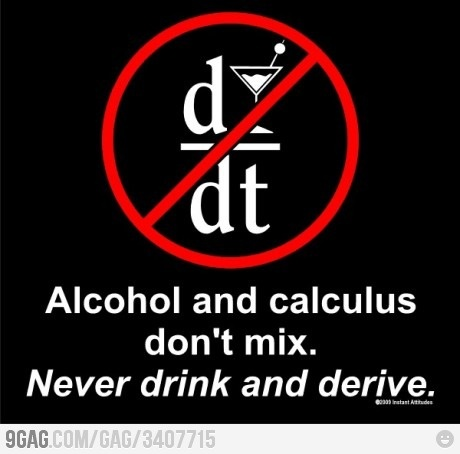 d
dt
Alcohol and calculus
don't mix.
Never drink and derive.
©2009 Instant Attitudes
9GAG.COM/GAG/3407715